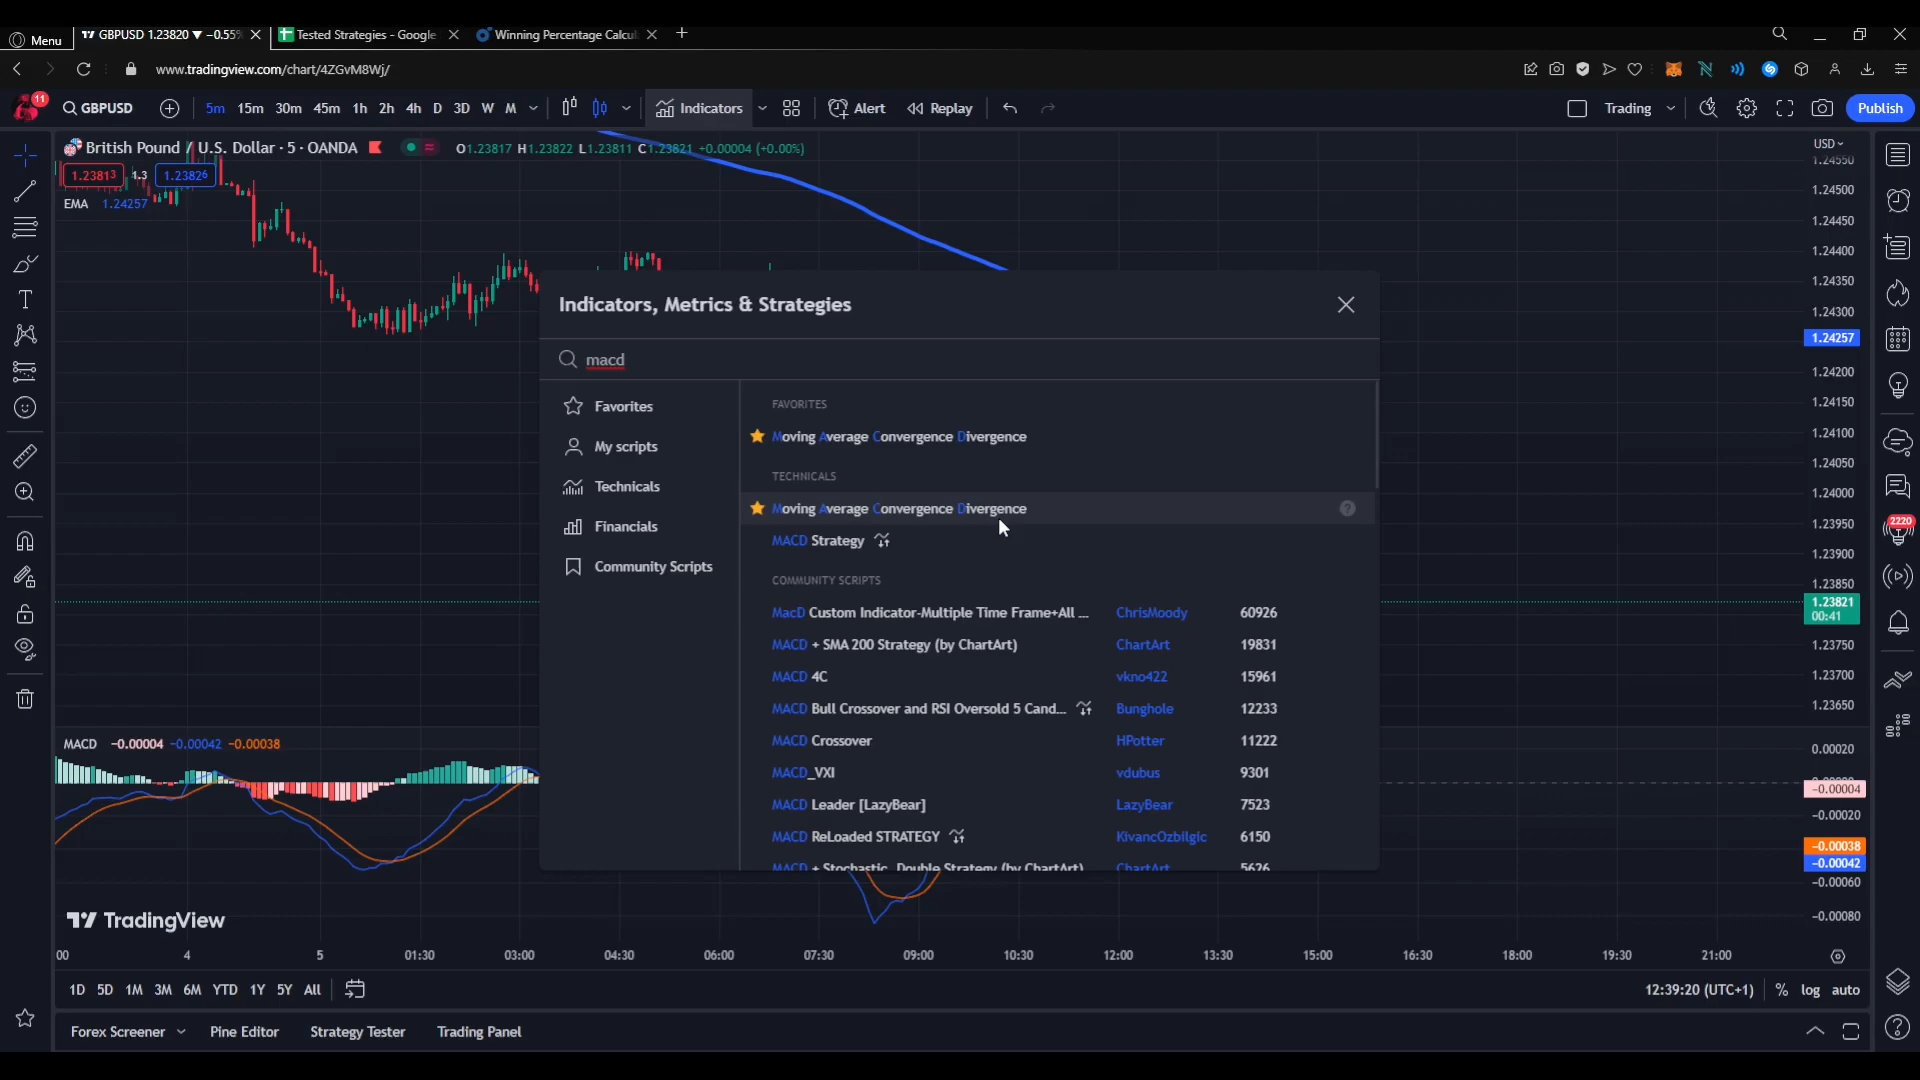 Menu
GBPUSD 1.23820 ▼ −0.55%
Tested Strategies - Google
Winning Percentage Calcu
www.tradingview.com/chart/4ZGvM8Wj/
11
GBPUSD
5m 15m 30m 45m 1h 2h 4h D 3D W M
Indicators
Alert
Replay
Trading
Publish
British Pound / U.S. Dollar · 5 · OANDA
O1.23817 H1.23822 L1.23811 C1.23821 +0.00004 (+0.00%)
USD
1.23813 1.3 1.23826
EMA 1.24257
1.24550
1.24500
1.24450
1.24400
1.24350
1.24300
1.24257
1.24200
1.24150
1.24100
1.24050
1.24000
1.23950
1.23900
1.23850
1.23821
00:41
1.23750
1.23700
1.23650
2220
Indicators, Metrics & Strategies
macd
Favorites
My scripts
Technicals
Financials
Community Scripts
FAVORITES
Moving Average Convergence Divergence
TECHNICALS
Moving Average Convergence Divergence
MACD Strategy
COMMUNITY SCRIPTS
MacD Custom Indicator-Multiple Time Frame+All ... ChrisMoody 60926
MACD + SMA 200 Strategy (by ChartArt) ChartArt 19831
MACD 4C vkno422 15961
MACD Bull Crossover and RSI Oversold 5 Cand... Bunghole 12233
MACD Crossover HPotter 11222
MACD_VXI vdubus 9301
MACD Leader [LazyBear] LazyBear 7523
MACD ReLoaded STRATEGY KivancOzbilgic 6150
MACD + Stochastic, Double Strategy (by ChartArt) ChartArt 5626
MACD −0.00004 −0.00042 −0.00038
0.00020
−0.00004
−0.00020
−0.00038
−0.00042
−0.00060
−0.00080
TradingView
00 4 5 01:30 03:00 04:30 06:00 07:30 09:00 10:30 12:00 13:30 15:00 16:30 18:00 19:30 21:00
1D 5D 1M 3M 6M YTD 1Y 5Y All
12:39:20 (UTC+1) % log auto
Forex Screener
Pine Editor
Strategy Tester
Trading Panel